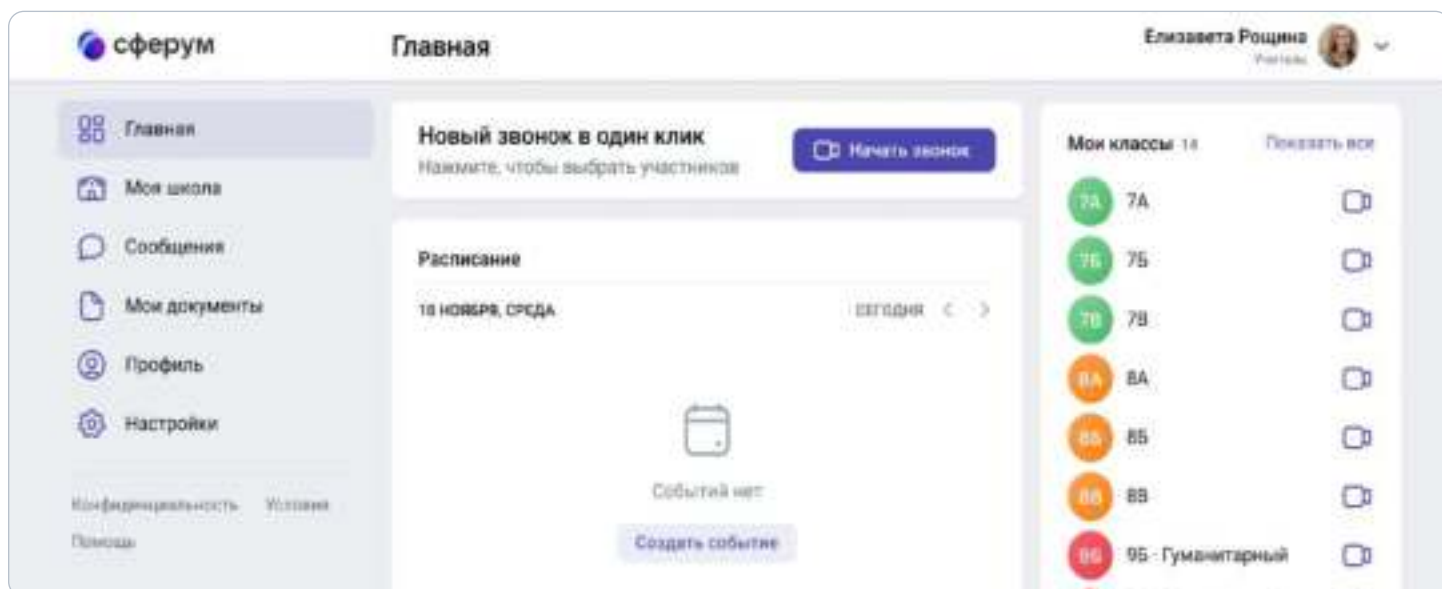 сферум
Главная
Елизавета Рощина
Учитель
Главная
Моя школа
Сообщения
Мои документы
Профиль
Настройки
Конфиденциальность Условия
Помощь
Новый звонок в один клик
Нажмите, чтобы выбрать участников
Начать звонок
Расписание
18 НОЯБРЯ, СРЕДА
СЕГОДНЯ
Событий нет
Создать событие
Мои классы
Показать все
7А 7А
7Б 7Б
7В 7В
8А 8А
8Б 8Б
8В 8В
9Б 9Б - Гуманитарный